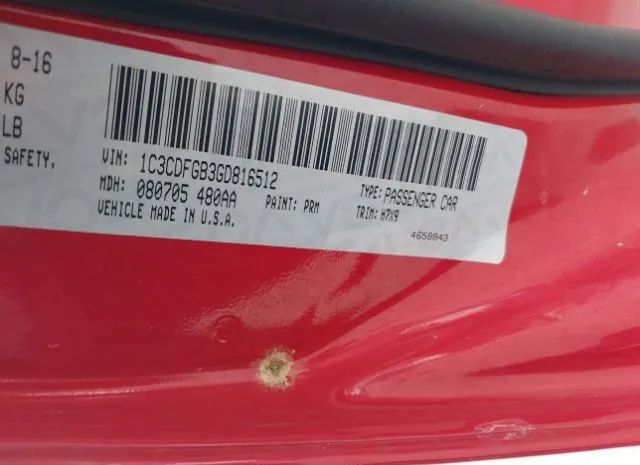 8-16
KG
LB
SAFETY,
VIN: 1C3CDFGB3GD816512
TYPE: PASSENGER CAR
MDH: 080705 480AA
PAINT: PRM
TRIM: H7X9
VEHICLE MADE IN U.S.A.
4658843